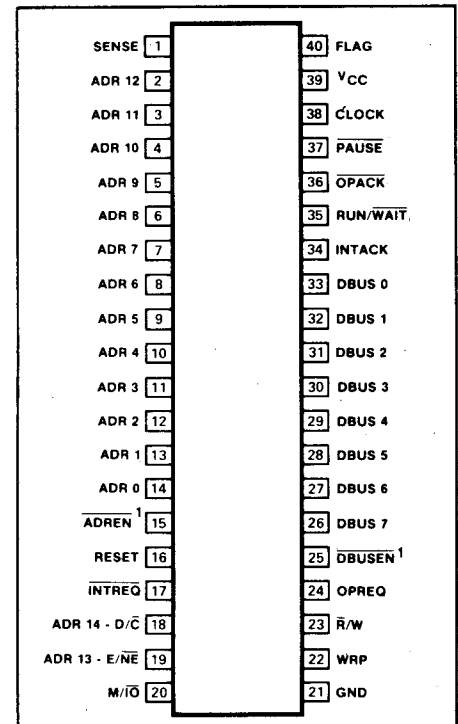 SENSE 1 40 FLAG
ADR 12 2 39 VCC
ADR 11 3 38 CLOCK
ADR 10 4 37 PAUSE
ADR 9 5 36 OPACK
ADR 8 6 35 RUN/WAIT
ADR 7 7 34 INTACK
ADR 6 8 33 DBUS 0
ADR 5 9 32 DBUS 1
ADR 4 10 31 DBUS 2
ADR 3 11 30 DBUS 3
ADR 2 12 29 DBUS 4
ADR 1 13 28 DBUS 5
ADR 0 14 27 DBUS 6
ADREN 1 15 26 DBUS 7
RESET 16 25 DBUSEN 1
INTREQ 17 24 OPREQ
ADR 14 - D/C 18 23 R/W
ADR 13 - E/NE 19 22 WRP
M/IO 20 21 GND